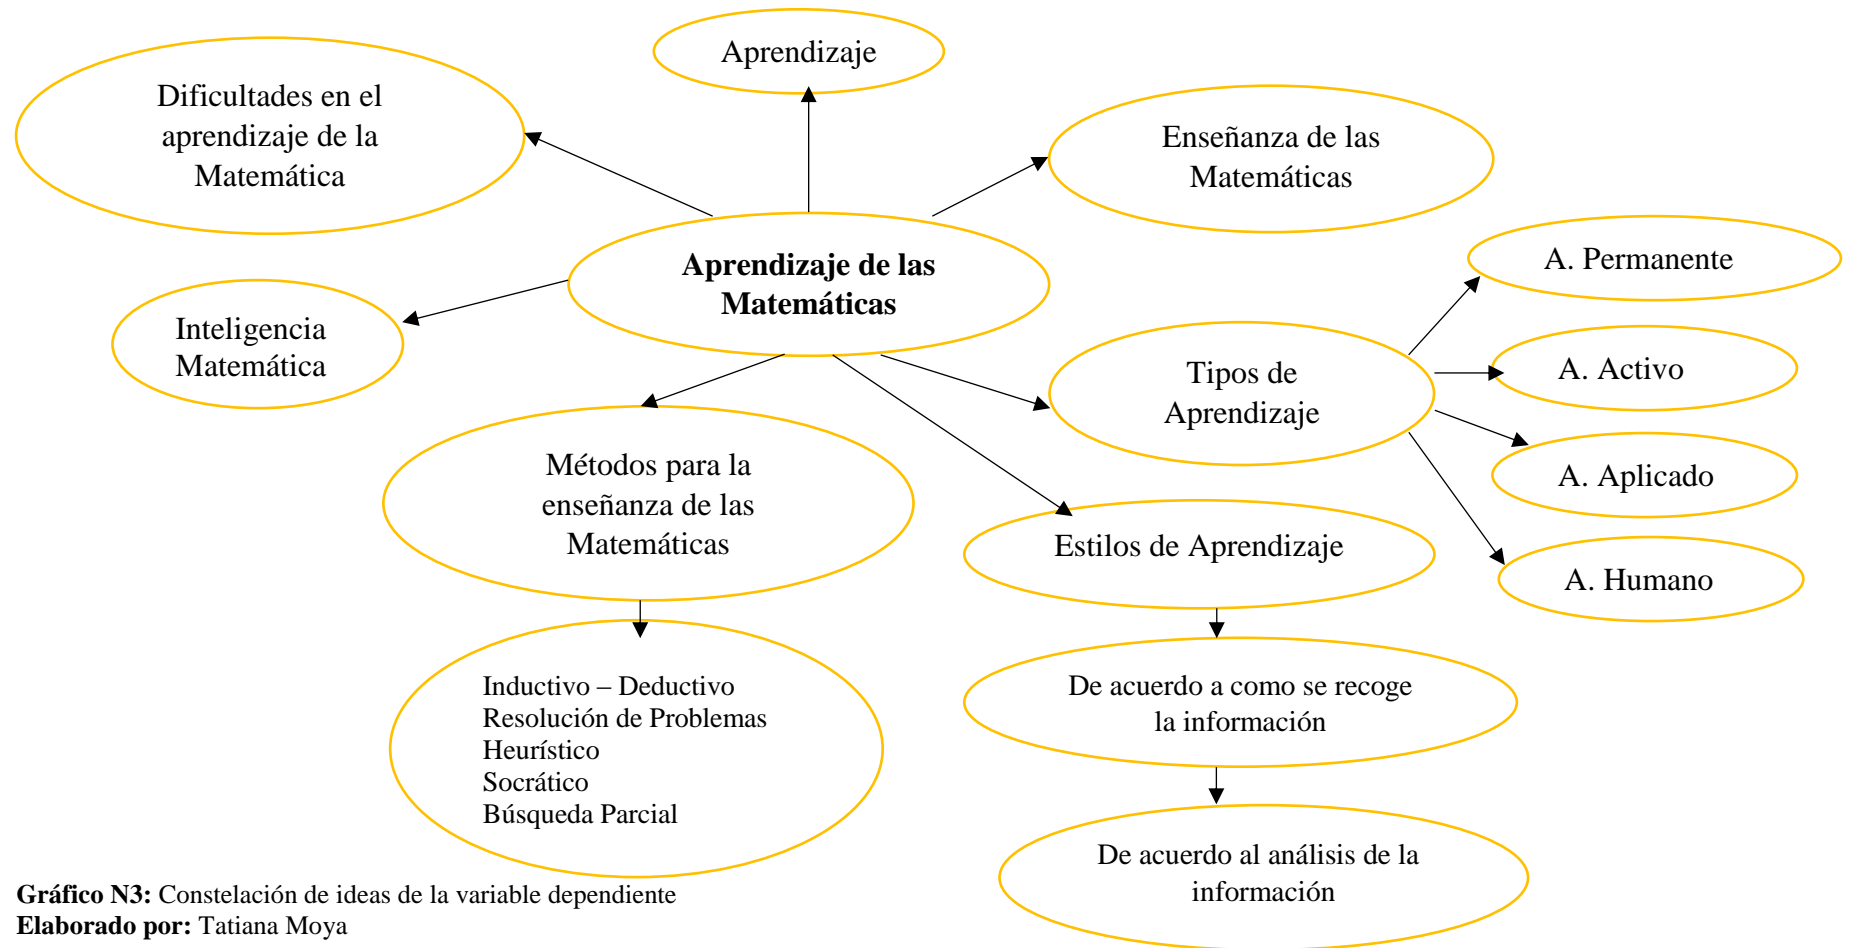 Aprendizaje
Dificultades en el
aprendizaje de la
Matemática
Enseñanza de las
Matemáticas
Aprendizaje de las
Matemáticas
A. Permanente
Inteligencia
Matemática
Tipos de
Aprendizaje
A. Activo
A. Aplicado
A. Humano
Métodos para la
enseñanza de las
Matemáticas
Estilos de Aprendizaje
Inductivo – Deductivo
Resolución de Problemas
Heurístico
Socrático
Búsqueda Parcial
De acuerdo a como se recoge
la información
De acuerdo al análisis de la
información
Gráfico N3: Constelación de ideas de la variable dependiente
Elaborado por: Tatiana Moya